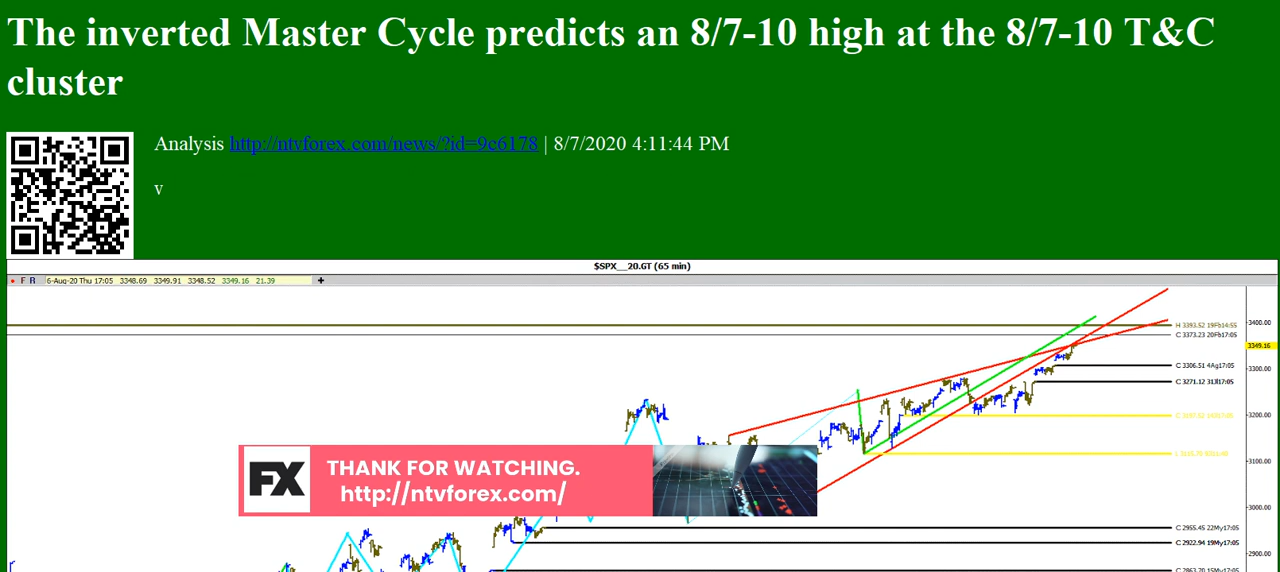 The inverted Master Cycle predicts an 8/7-10 high at the 8/7-10 T&C
cluster
Analysis http://ntvforex.com/news/?id=9c6178 | 8/7/2020 4:11:44 PM
v
$SPX__20.GT (65 min)
F R 6-Aug-20 Thu 17:05 3348.69 3349.91 3348.52 3349.16 21.39 +
H 3393.52 19Fb14:55
3400.00
C 3373.23 20Fb17:05
3349.16
C 3306.51 4Ag17:05
3300.00
C 3271.12 31Jl17:05
3200.00
3100.00
FX
THANK FOR WATCHING.
http://ntvforex.com/
3000.00
C 2955.45 22My17:05
C 2922.94 19My17:05
2900.00
C 2863.70 15My17:05